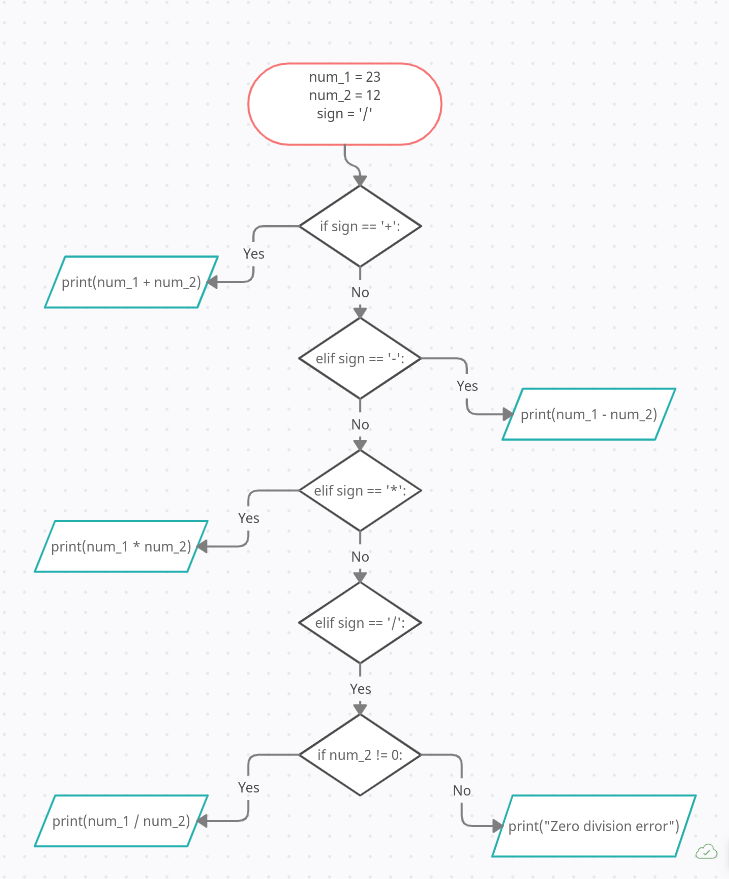 num_1 = 23
num_2 = 12
sign = '/'
if sign == '+':
Yes
print(num_1 + num_2)
No
elif sign == '-':
Yes
print(num_1 - num_2)
No
elif sign == '*':
Yes
print(num_1 * num_2)
No
elif sign == '/':
Yes
if num_2 != 0:
Yes
No
print(num_1 / num_2)
print("Zero division error")